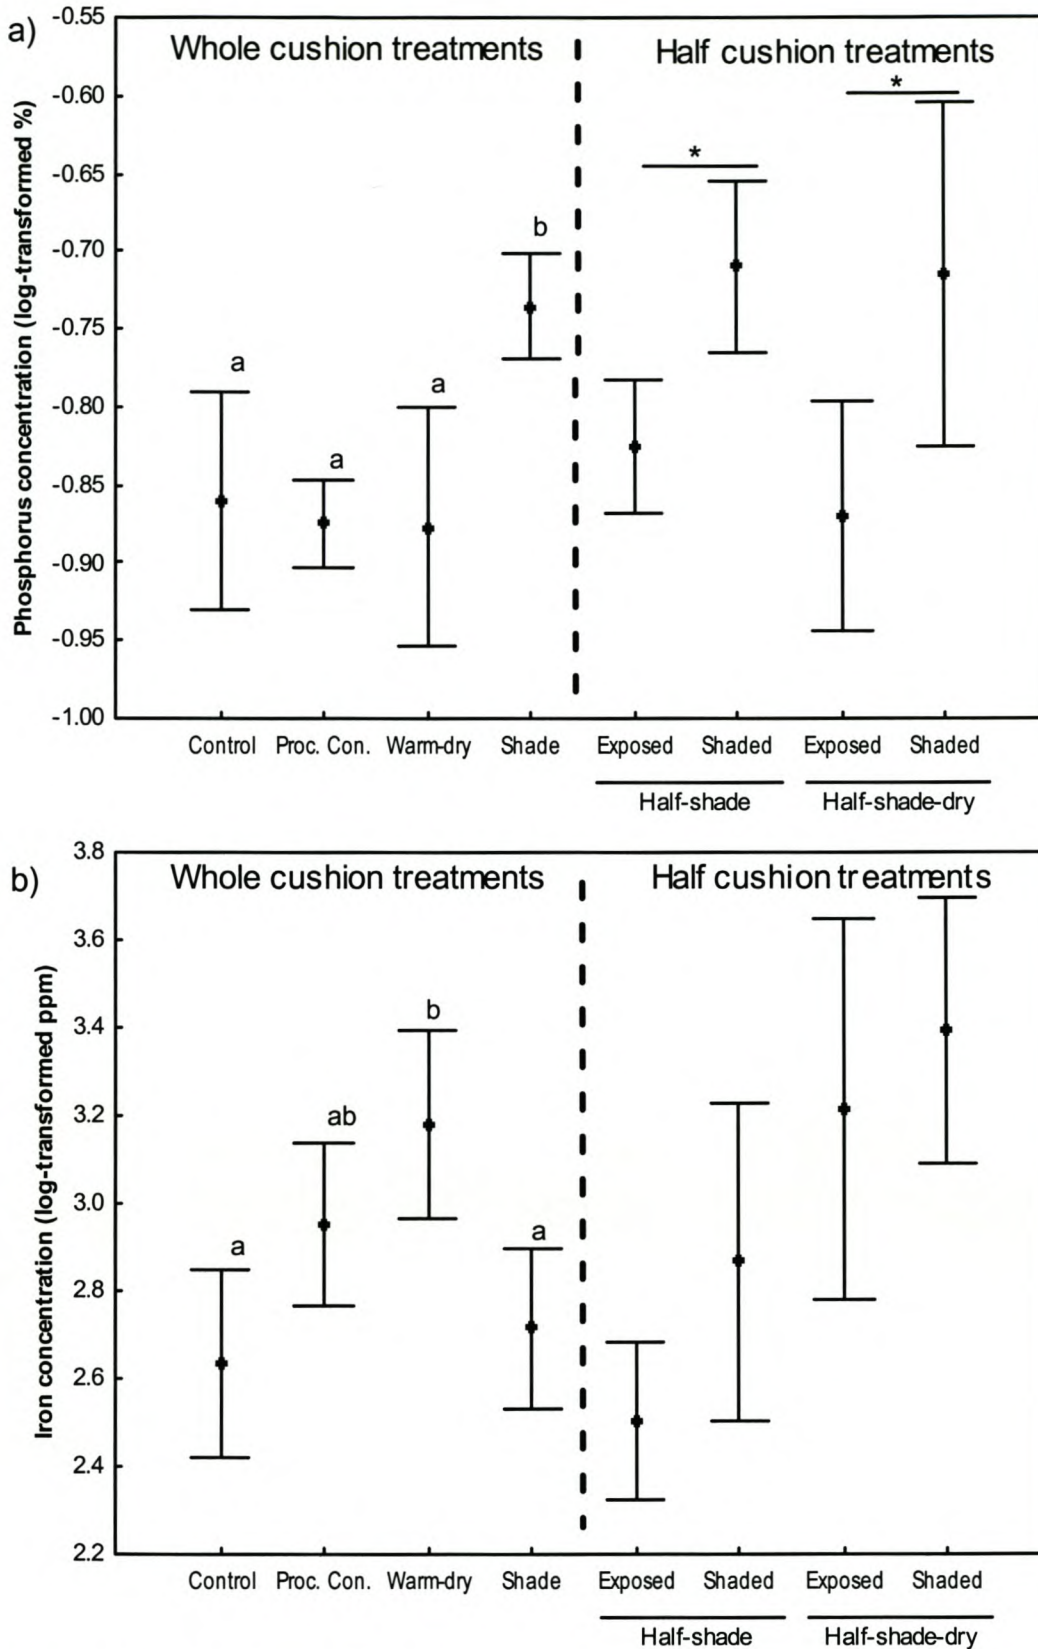 a)
Whole cushion treatments
Half cushion treatments
Phosphorus concentration (log-transformed %)
-0.55
-0.60
-0.65
-0.70
-0.75
-0.80
-0.85
-0.90
-0.95
-1.00
a
a
a
b
*
*
Control Proc. Con. Warm-dry Shade Exposed Shaded Exposed Shaded
Half-shade Half-shade-dry
b)
Whole cushion treatments
Half cushion treatments
Iron concentration (log-transformed ppm)
3.8
3.6
3.4
3.2
3.0
2.8
2.6
2.4
2.2
a
ab
b
a
Control Proc. Con. Warm-dry Shade Exposed Shaded Exposed Shaded
Half-shade Half-shade-dry